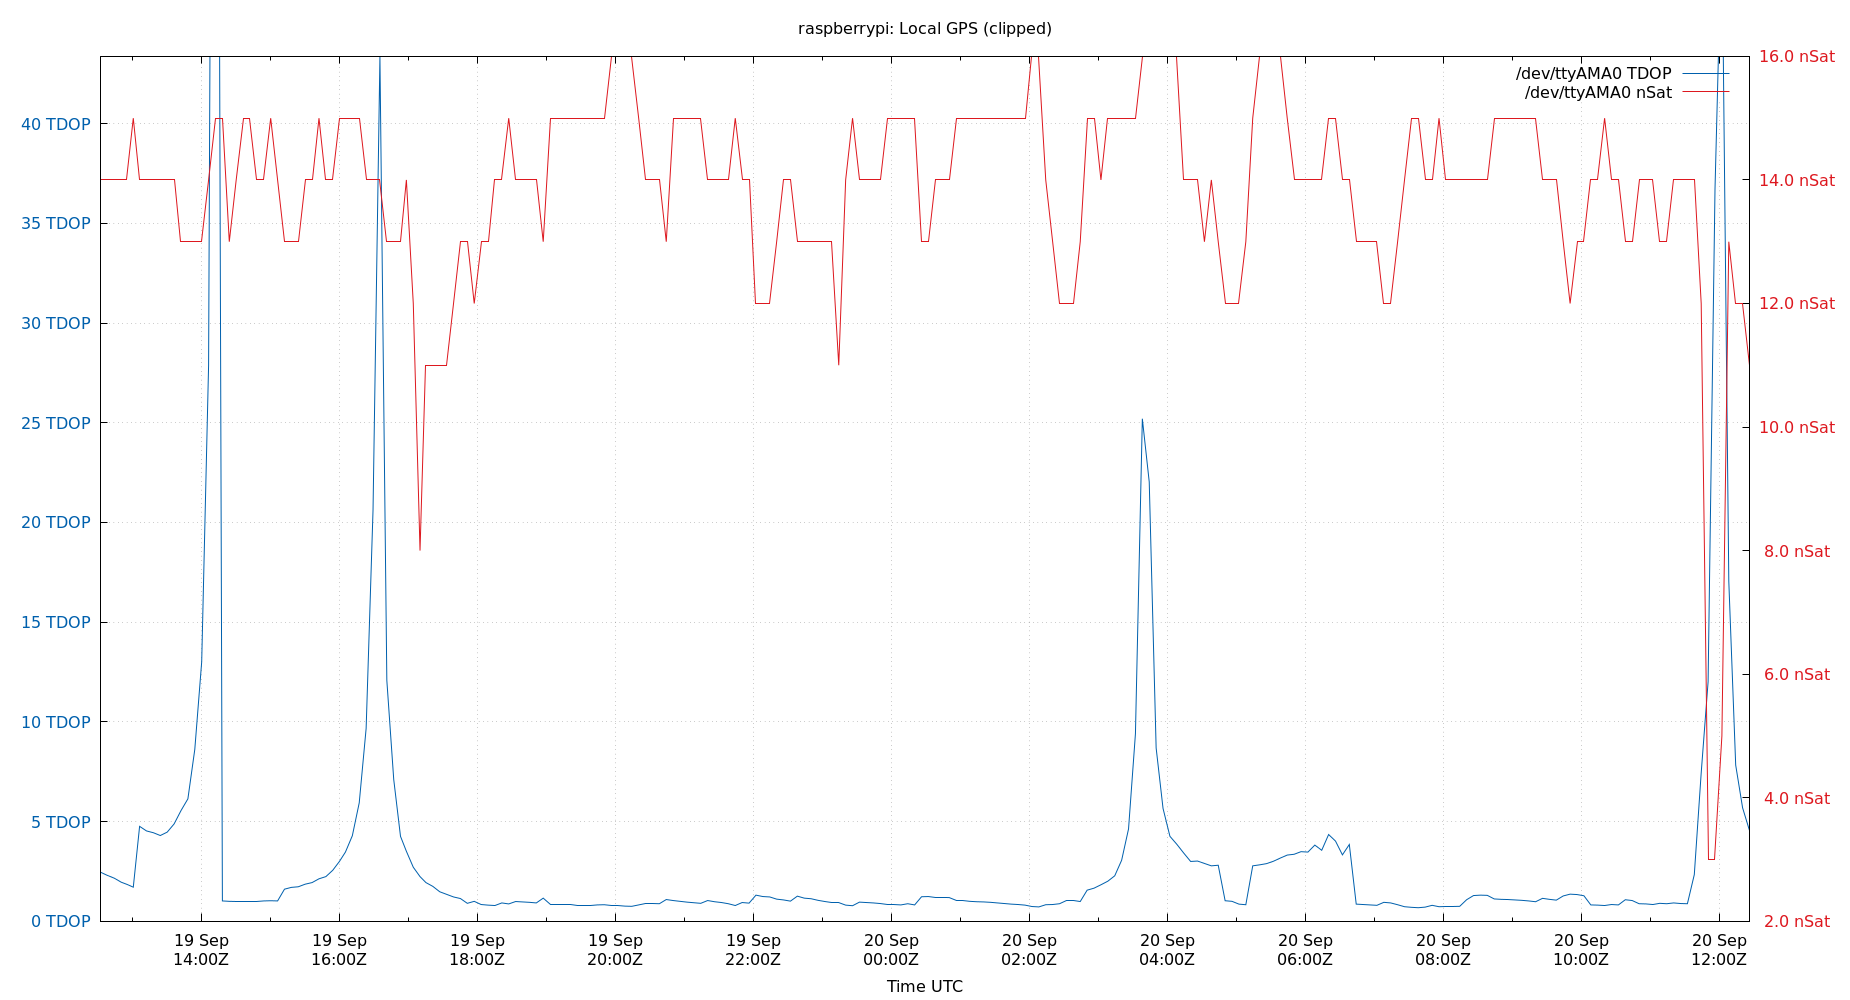 raspberrypi: Local GPS (clipped)
/dev/ttyAMA0 TDOP
/dev/ttyAMA0 nSat
40 TDOP
35 TDOP
30 TDOP
25 TDOP
20 TDOP
15 TDOP
10 TDOP
5 TDOP
0 TDOP
16.0 nSat
14.0 nSat
12.0 nSat
10.0 nSat
8.0 nSat
6.0 nSat
4.0 nSat
2.0 nSat
19 Sep
14:00Z
19 Sep
16:00Z
19 Sep
18:00Z
19 Sep
20:00Z
19 Sep
22:00Z
20 Sep
00:00Z
20 Sep
02:00Z
20 Sep
04:00Z
20 Sep
06:00Z
20 Sep
08:00Z
20 Sep
10:00Z
20 Sep
12:00Z
Time UTC